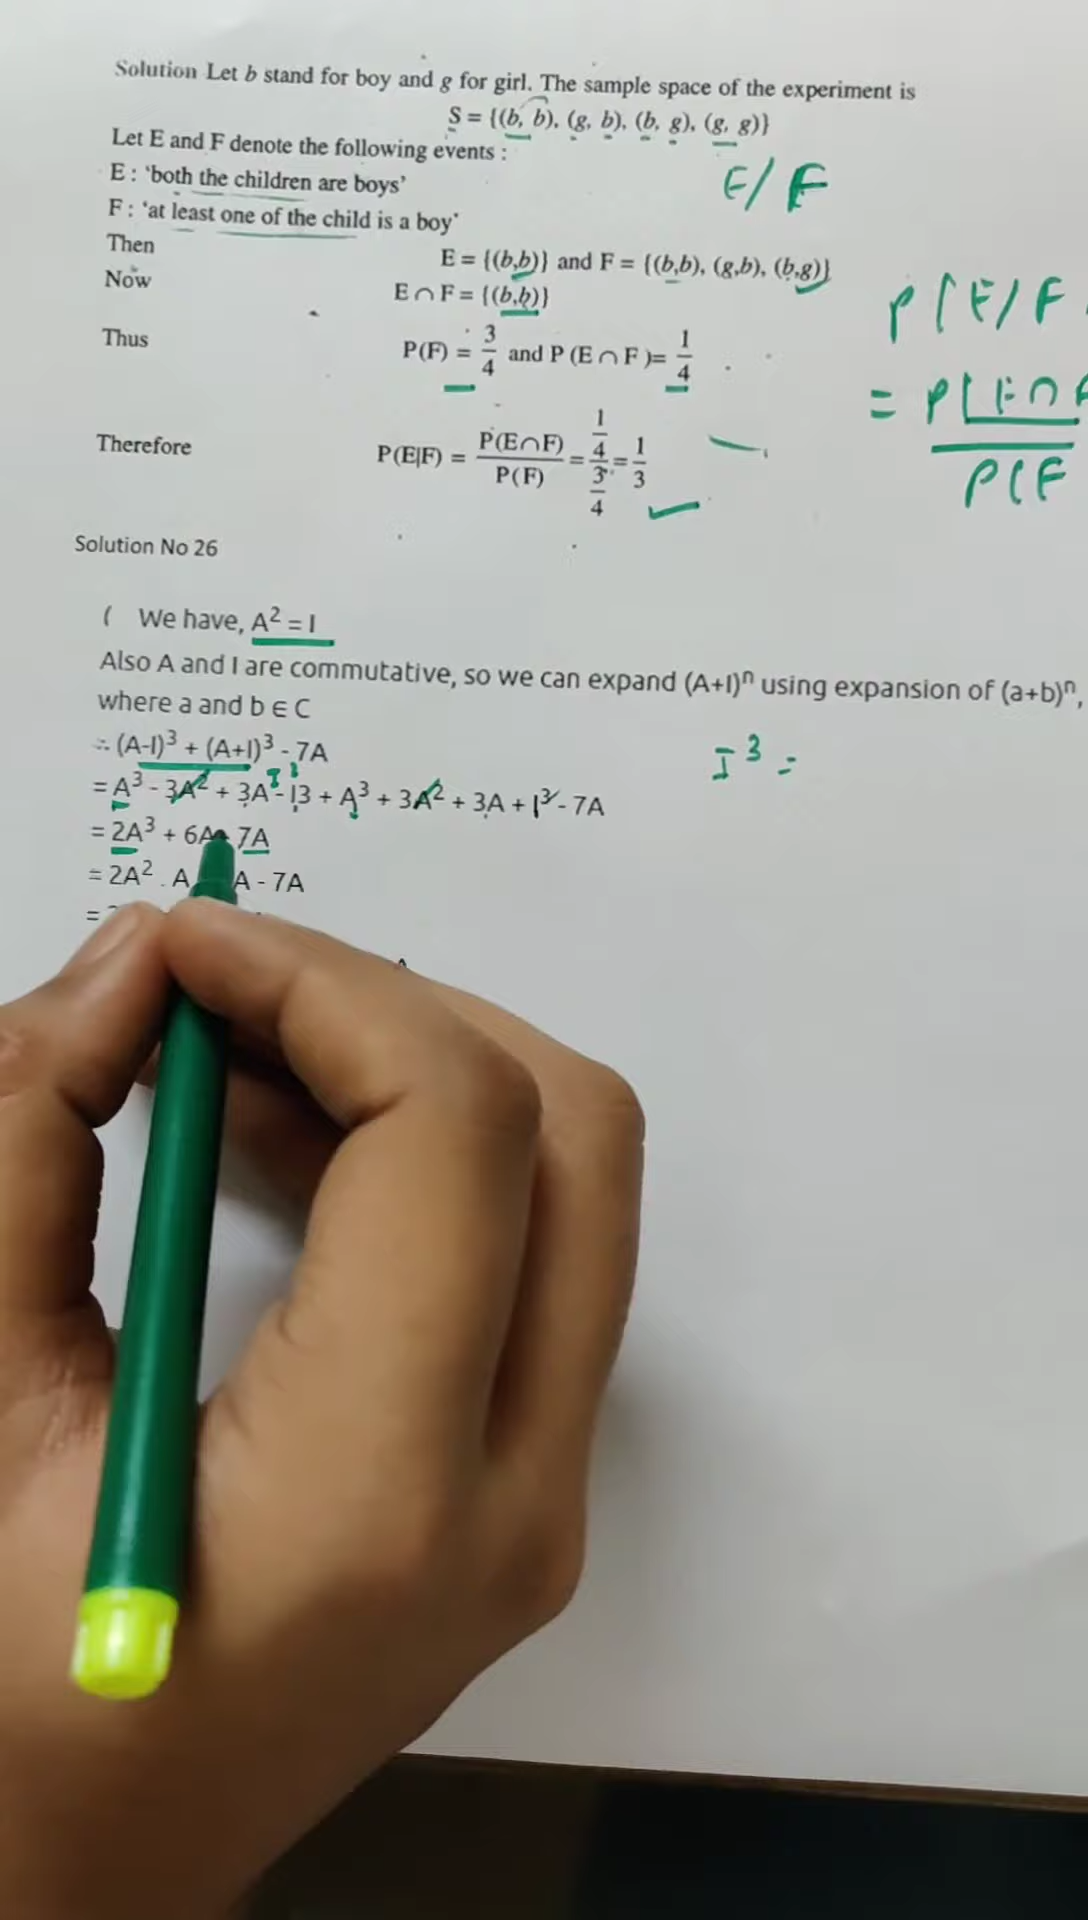 Solution Let b stand for boy and g for girl. The sample space of the experiment is
S = {(b, b), (g, b), (b, g), (g, g)}
Let E and F denote the following events :
E : ‘both the children are boys’
F : ‘at least one of the child is a boy’
E/F
Then E = {(b,b)} and F = {(b,b), (g,b), (b,g)}
Now E ∩ F = {(b,b)}
P(E/F
Thus P(F) = 3/4 and P (E ∩ F )= 1/4
= P(E∩F
P(F
Therefore P(E|F) = P(E∩F)/P(F) = (1/4)/(3/4) = 1/3
Solution No 26
( We have, A² = I
Also A and I are commutative, so we can expand (A+I)ⁿ using expansion of (a+b)ⁿ,
where a and b ∈ C
∴ (A-I)³ + (A+I)³ - 7A
I³ =
I³
= A³ - 3A² + 3A - I3 + A³ + 3A² + 3A + I³ - 7A
= 2A³ + 6A - 7A
= 2A² . A A - 7A
=